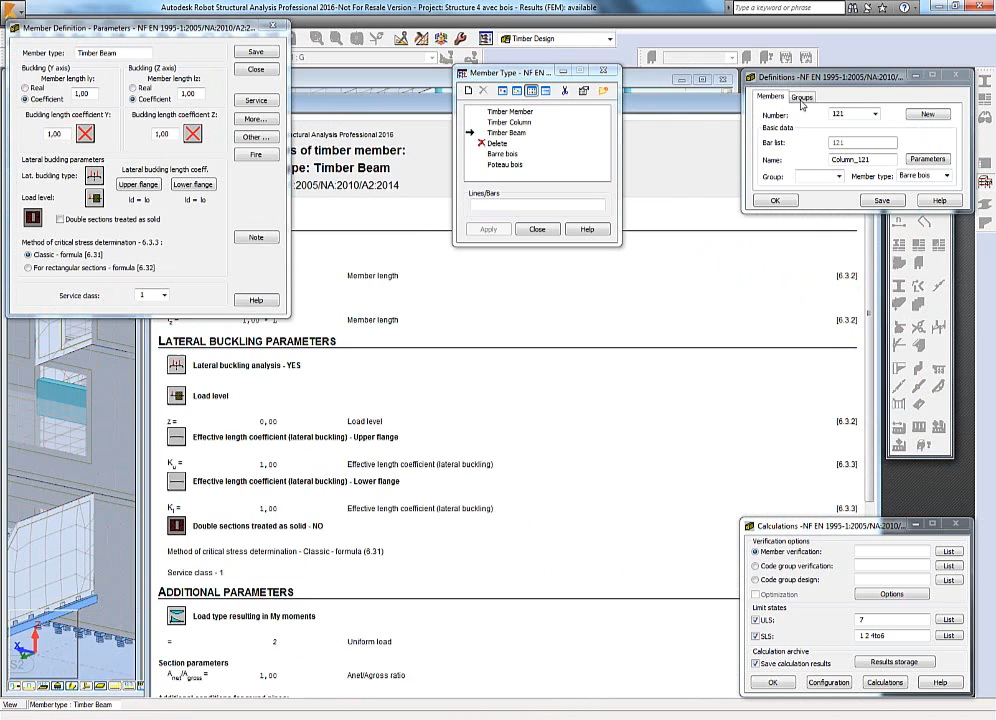 Autodesk Robot Structural Analysis Professional 2016-Not For Resale Version - Project: Structure 4 avec bois - Results (FEM): available
Type a keyword or phrase
Timber Design
Member Definition - Parameters - NF EN 1995-1:2005/NA:2010/A2:2...
Member type:
Timber Beam
Save
Buckling (Y axis)
Buckling (Z axis)
Close
Member length ly:
Member length lz:
Real
Real
Coefficient
1,00
Coefficient
1,00
Service
Buckling length coefficient Y:
Buckling length coefficient Z:
More...
1,00
1,00
Other ...
Fire
Lateral buckling parameters
Lateral buckling length coeff.
Lat. buckling type:
Upper flange
Lower flange
Load level:
ld = lo
ld = lo
Double sections treated as solid
Note
Method of critical stress determination - 6.3.3 :
Classic - formula [6.31]
For rectangular sections - formula [6.32]
Service class:
1
Help
Member Type - NF EN ...
Timber Member
Timber Column
Timber Beam
Delete
Barre bois
Poteau bois
Lines/Bars
Apply
Close
Help
Definitions - NF EN 1995-1:2005/NA:2010/...
Members
Groups
Number:
121
New
Basic data
Bar list:
121
Name:
Column_121
Parameters
Group:
Member type:
Barre bois
OK
Save
Help
Structural Analysis Professional 2016
s of timber member:
pe: Timber Beam
:2005/NA:2010/A2:2014
Member length
[6.3.2]
1,00 * L
Member length
[6.3.2]
LATERAL BUCKLING PARAMETERS
Lateral buckling analysis - YES
Load level
z =
0,00
Load level
[6.3.2]
Effective length coefficient (lateral buckling) - Upper flange
Ku =
1,00
Effective length coefficient (lateral buckling)
[6.3.3]
Effective length coefficient (lateral buckling) - Lower flange
Kl =
1,00
Effective length coefficient (lateral buckling)
[6.3.3]
Double sections treated as solid - NO
Method of critical stress determination - Classic - formula (6.31)
Service class - 1
ADDITIONAL PARAMETERS
Load type resulting in My moments
=
2
Uniform load
Section parameters
Anet/Agross =
1,00
Anet/Agross ratio
Calculations -NF EN 1995-1:2005/NA:2010/...
Verification options
Member verification:
List
Code group verification:
List
Code group design:
List
Optimization
Options
Limit states
ULS:
7
List
SLS:
1 2 4to6
List
Calculation archive
Save calculation results
Results storage
OK
Configuration
Calculations
Help
View
Member type : Timber Beam